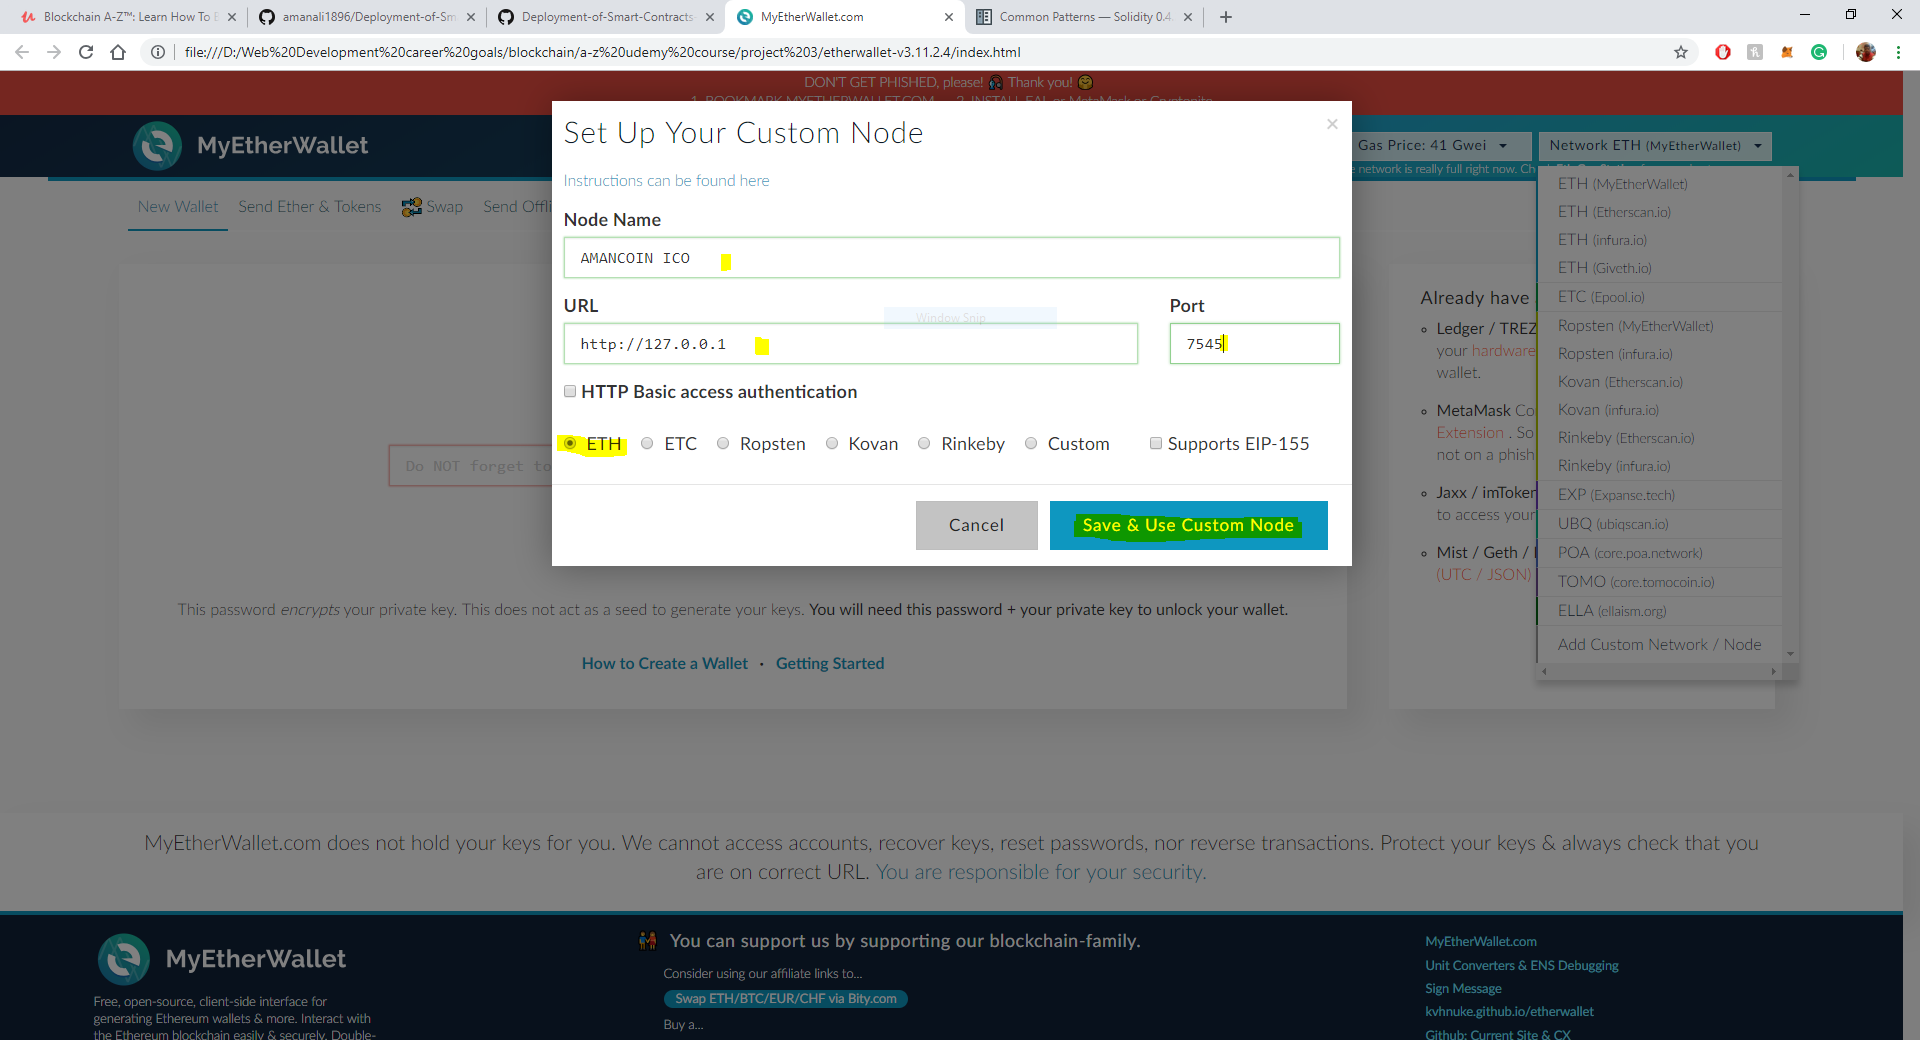 Blockchain A-Z™: Learn How To B
amanali1896/Deployment-of-Sm
Deployment-of-Smart-Contracts
MyEtherWallet.com
Common Patterns — Solidity 0.4
file:///D:/Web%20Development%20career%20goals/blockchain/a-z%20udemy%20course/project%203/etherwallet-v3.11.2.4/index.html
DON'T GET PHISHED, please! Thank you!
1. BOOKMARK MYETHERWALLET.COM 2. INSTALL EAL or MetaMask or Cryptonite
MyEtherWallet
Gas Price: 41 Gwei
Network ETH (MyEtherWallet)
e network is really full right now. Ch
New Wallet
Send Ether & Tokens
Swap
Send Offli
Set Up Your Custom Node
×
Instructions can be found here
Node Name
AMANCOIN ICO
URL
Port
Window Snip
http://127.0.0.1
7545
HTTP Basic access authentication
ETH
ETC
Ropsten
Kovan
Rinkeby
Custom
Supports EIP-155
Cancel
Save & Use Custom Node
ETH (MyEtherWallet)
ETH (Etherscan.io)
ETH (infura.io)
ETH (Giveth.io)
ETC (Epool.io)
Ropsten (MyEtherWallet)
Ropsten (infura.io)
Kovan (Etherscan.io)
Kovan (infura.io)
Rinkeby (Etherscan.io)
Rinkeby (infura.io)
EXP (Expanse.tech)
UBQ (ubiqscan.io)
POA (core.poa.network)
TOMO (core.tomocoin.io)
ELLA (ellaism.org)
Add Custom Network / Node
Do NOT forget to
Already have
Ledger / TREZ
your hardware
wallet.
MetaMask Co
Extension . So
not on a phish
Jaxx / imToken
to access your
Mist / Geth /
(UTC / JSON)
This password encrypts your private key. This does not act as a seed to generate your keys. You will need this password + your private key to unlock your wallet.
How to Create a Wallet · Getting Started
MyEtherWallet.com does not hold your keys for you. We cannot access accounts, recover keys, reset passwords, nor reverse transactions. Protect your keys & always check that you
are on correct URL. You are responsible for your security.
MyEtherWallet
Free, open-source, client-side interface for
generating Ethereum wallets & more. Interact with
the Ethereum blockchain easily & securely. Double-
You can support us by supporting our blockchain-family.
Consider using our affiliate links to...
Swap ETH/BTC/EUR/CHF via Bity.com
Buy a...
MyEtherWallet.com
Unit Converters & ENS Debugging
Sign Message
kvhnuke.github.io/etherwallet
Github: Current Site & CX